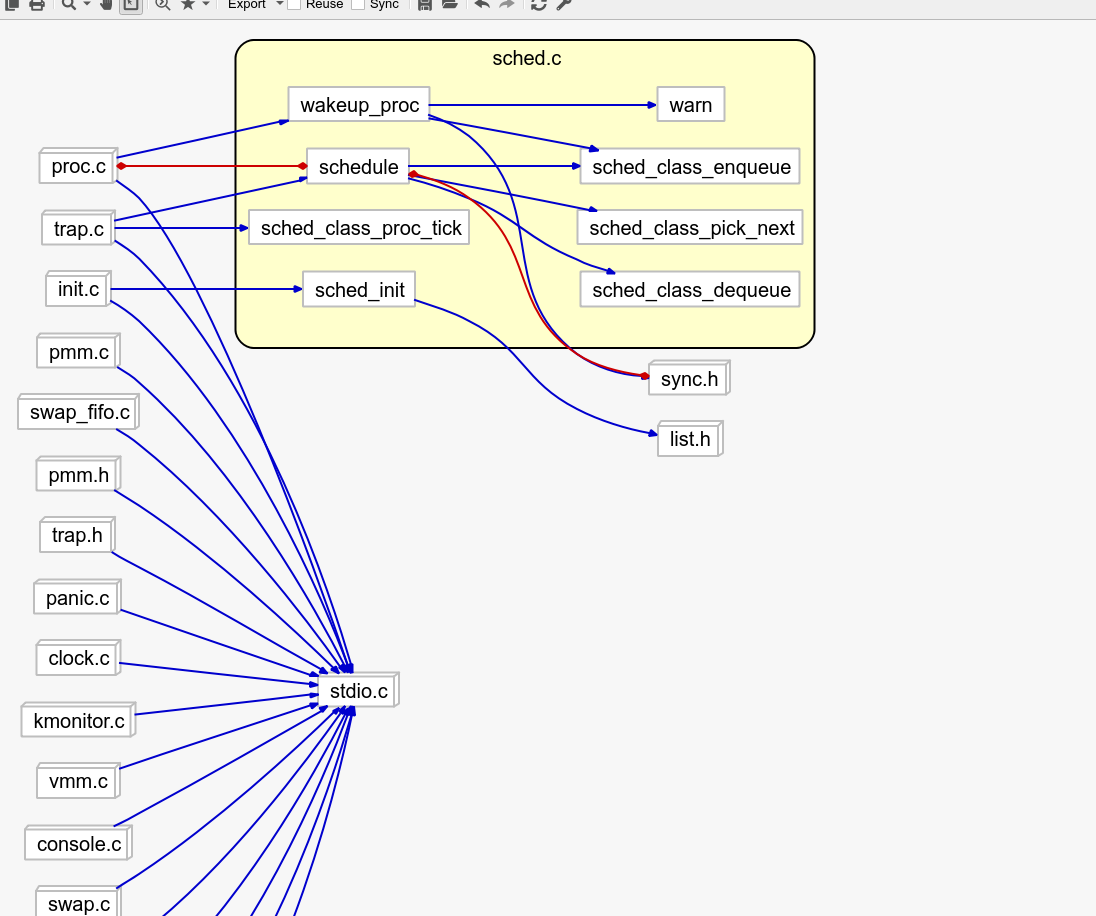 Export
Reuse
Sync
sched.c
wakeup_proc
warn
proc.c
schedule
sched_class_enqueue
trap.c
sched_class_proc_tick
sched_class_pick_next
init.c
sched_init
sched_class_dequeue
pmm.c
sync.h
swap_fifo.c
list.h
pmm.h
trap.h
panic.c
clock.c
stdio.c
kmonitor.c
vmm.c
console.c
swap.c